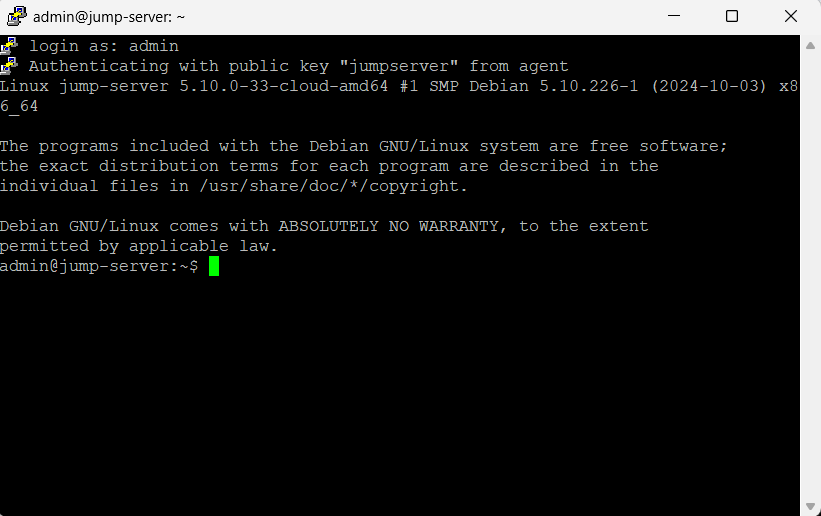 admin@jump-server: ~
login as: admin
Authenticating with public key "jumpserver" from agent
Linux jump-server 5.10.0-33-cloud-amd64 #1 SMP Debian 5.10.226-1 (2024-10-03) x8
6_64
The programs included with the Debian GNU/Linux system are free software;
the exact distribution terms for each program are described in the
individual files in /usr/share/doc/*/copyright.
Debian GNU/Linux comes with ABSOLUTELY NO WARRANTY, to the extent
permitted by applicable law.
admin@jump-server:~$